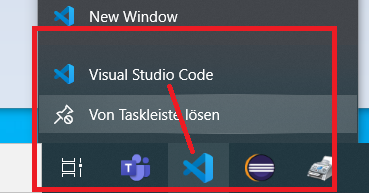 New Window
Visual Studio Code
Von Taskleiste lösen